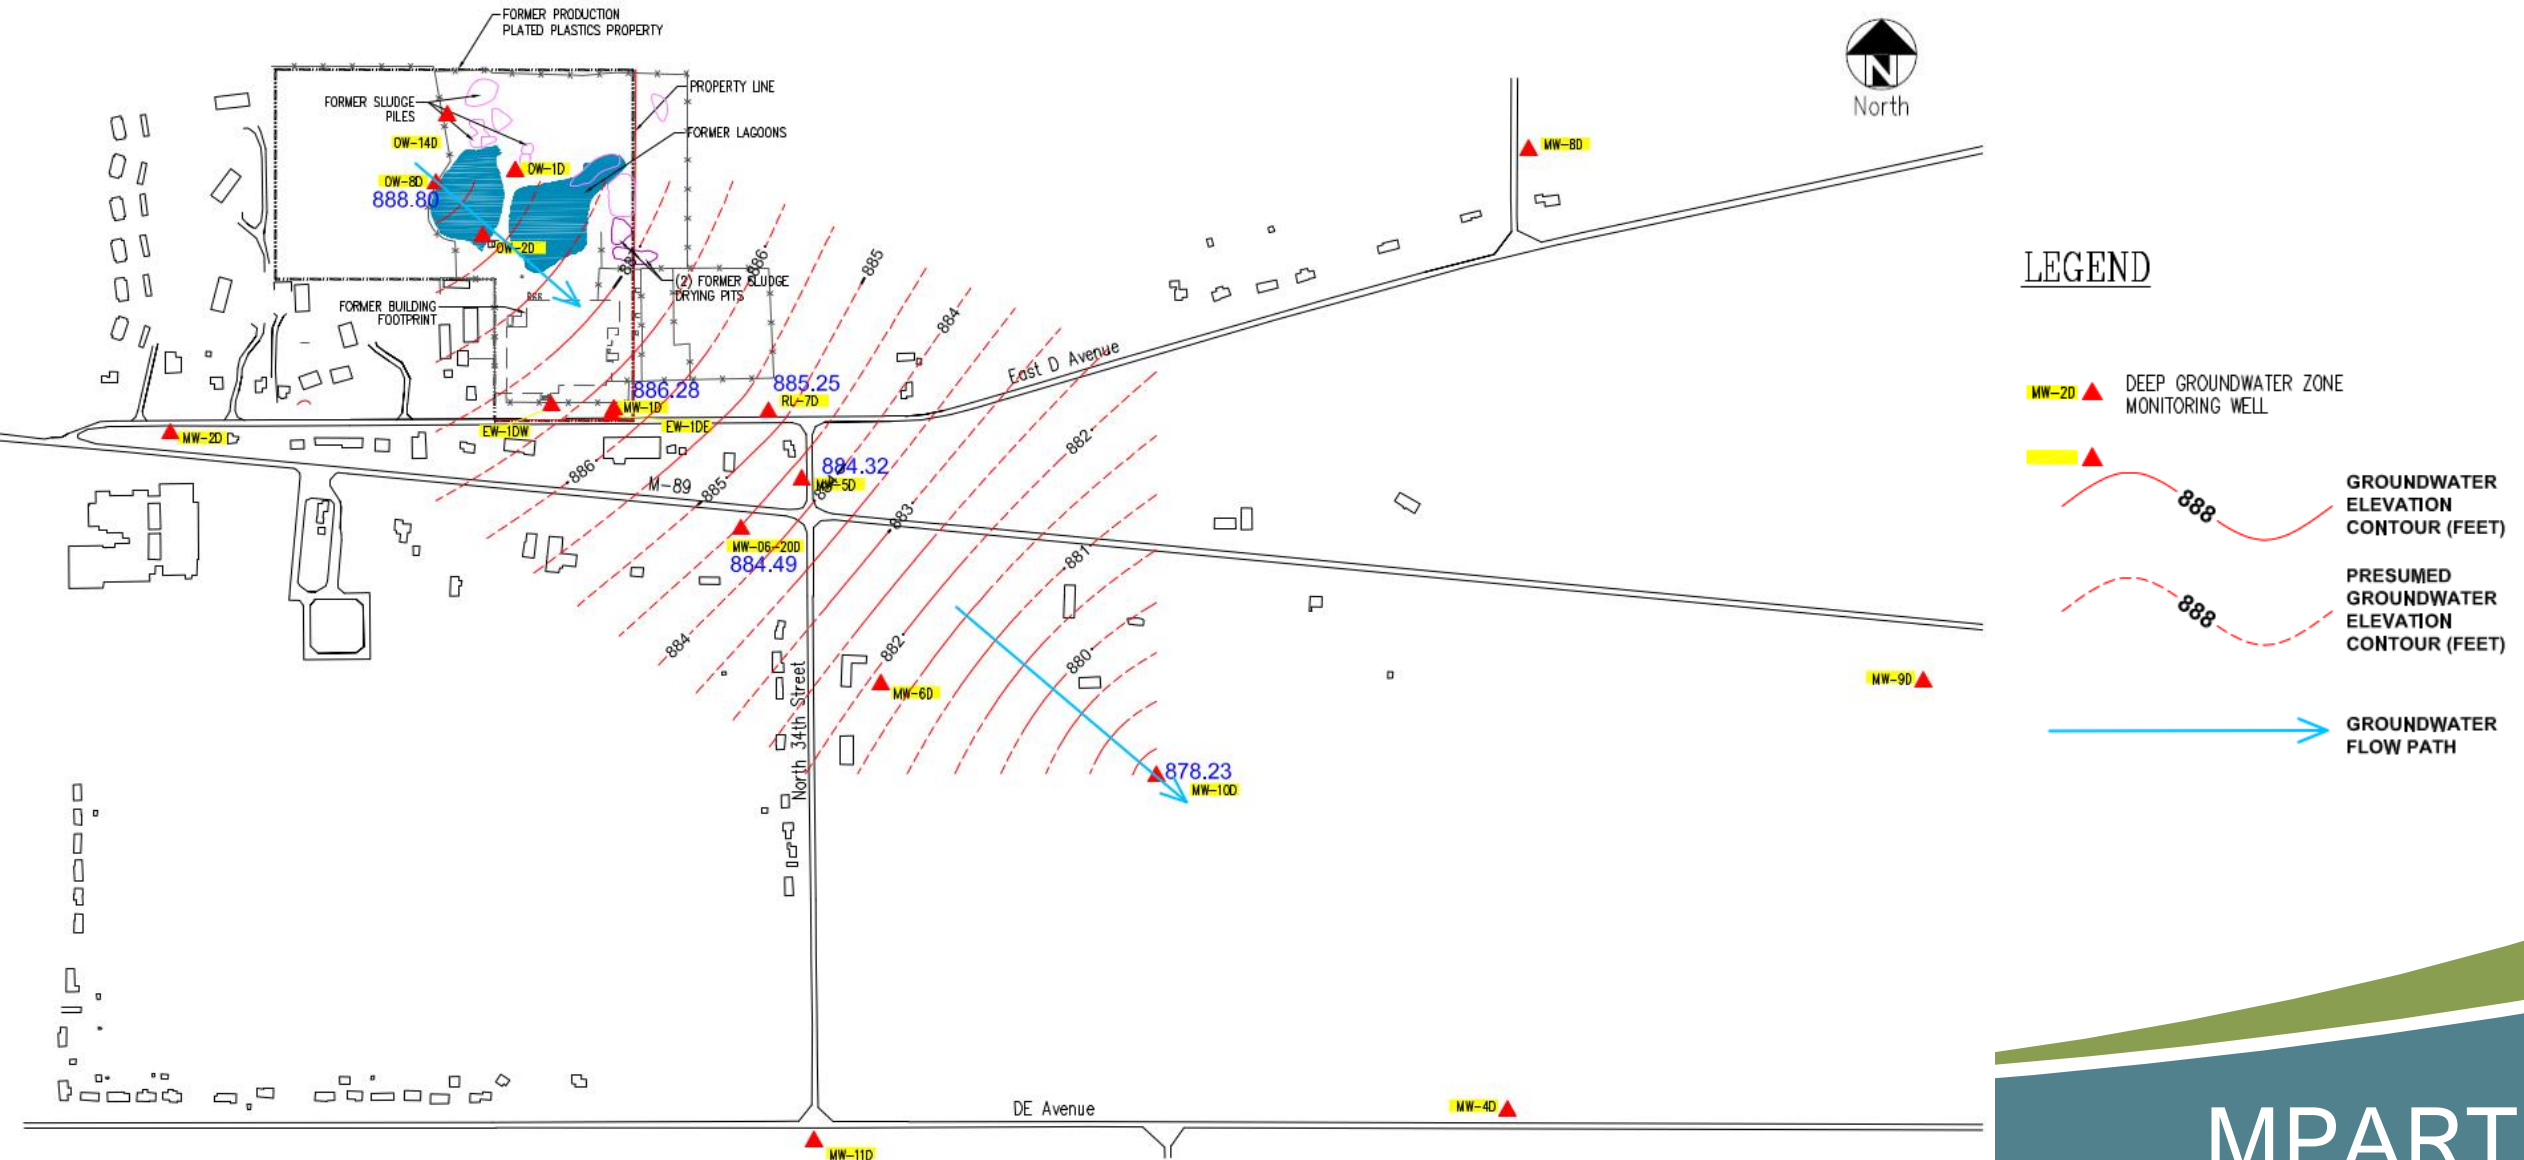 FORMER PRODUCTION
PLATED PLASTICS PROPERTY
PROPERTY LINE
FORMER SLUDGE
PILES
FORMER LAGOONS
North
N
OW-14D
OW-1D
MW-8D
OW-8D
888.80
OW-2D
(2) FORMER SLUDGE
DRYING PITS
886
885
884
FORMER BUILDING
FOOTPRINT
East D Avenue
886.28
885.25
MW-1D
RL-7D
MW-2D
EW-1DW
EW-1DE
882
886
884.32
M-89
885
MW-5D
883
MW-06-20D
884.49
881
884
882
880
North 34th Street
MW-6D
MW-9D
878.23
MW-10D
DE Avenue
MW-4D
MW-11D
LEGEND
MW-2D
DEEP GROUNDWATER ZONE
MONITORING WELL
888
GROUNDWATER
ELEVATION
CONTOUR (FEET)
888
PRESUMED
GROUNDWATER
ELEVATION
CONTOUR (FEET)
GROUNDWATER
FLOW PATH
MPART